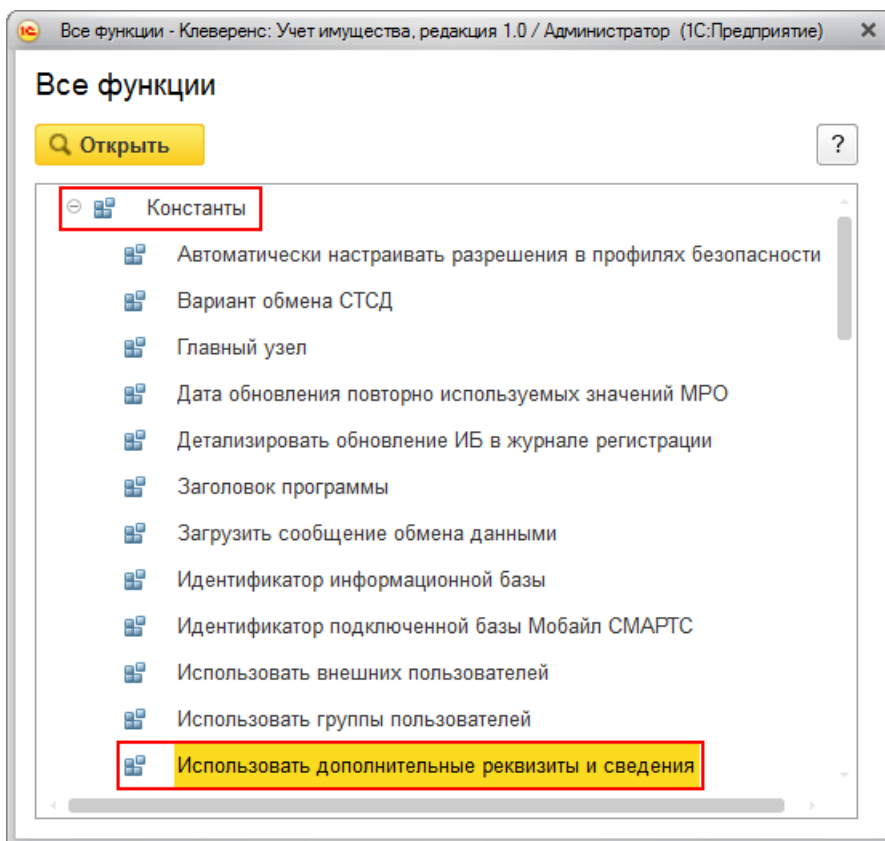 Все функции - Клеверенс: Учет имущества, редакция 1.0 / Администратор (1С:Предприятие)
Все функции
Открыть ?
Константы
Автоматически настраивать разрешения в профилях безопасности
Вариант обмена СТСД
Главный узел
Дата обновления повторно используемых значений МРО
Детализировать обновление ИБ в журнале регистрации
Заголовок программы
Загрузить сообщение обмена данными
Идентификатор информационной базы
Идентификатор подключенной базы Мобайл СМАРТС
Использовать внешних пользователей
Использовать группы пользователей
Использовать дополнительные реквизиты и сведения